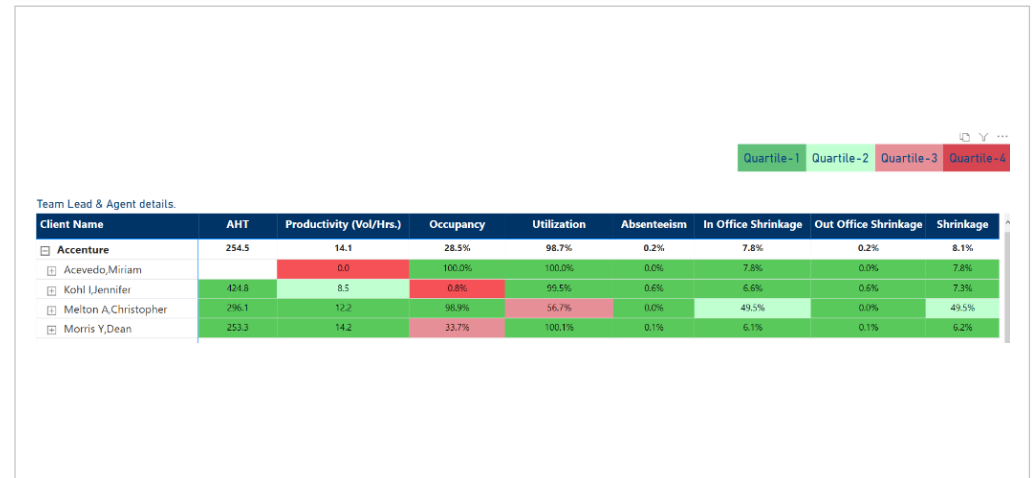 Quartile-1 Quartile-2 Quartile-3 Quartile-4
Team Lead & Agent details.
Client Name AHT Productivity (Vol/Hrs.) Occupancy Utilization Absenteeism In Office Shrinkage Out Office Shrinkage Shrinkage
Accenture 254.5 14.1 28.5% 98.7% 0.2% 7.8% 0.2% 8.1%
Acevedo,Miriam 0.0 100.0% 100.0% 0.0% 7.8% 0.0% 7.8%
Kohl I,Jennifer 424.8 8.5 0.8% 99.5% 0.6% 6.6% 0.6% 7.3%
Melton A,Christopher 296.1 12.2 98.9% 56.7% 0.0% 49.5% 0.0% 49.5%
Morris Y,Dean 253.3 14.2 33.7% 100.1% 0.1% 6.1% 0.1% 6.2%